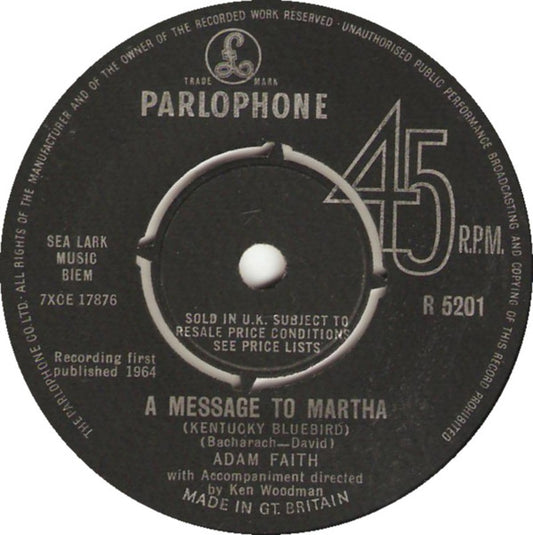 ALL RIGHTS OF THE MANUFACTURER AND OF THE OWNER OF THE RECORDED WORK RESERVED · UNAUTHORISED PUBLIC PERFORMANCE BROADCASTING AND COPYING OF THIS RECORD PROHIBITED
THE PARLOPHONE CO. LTD.
£
TRADE MARK
PARLOPHONE
45
R.P.M.
SEA LARK
MUSIC
BIEM
7XCE 17876
R 5201
SOLD IN U.K. SUBJECT TO
RESALE PRICE CONDITIONS
SEE PRICE LISTS
Recording first
published 1964
A MESSAGE TO MARTHA
(KENTUCKY BLUEBIRD)
(Bacharach—David)
ADAM FAITH
with Accompaniment directed
by Ken Woodman
MADE IN GT. BRITAIN